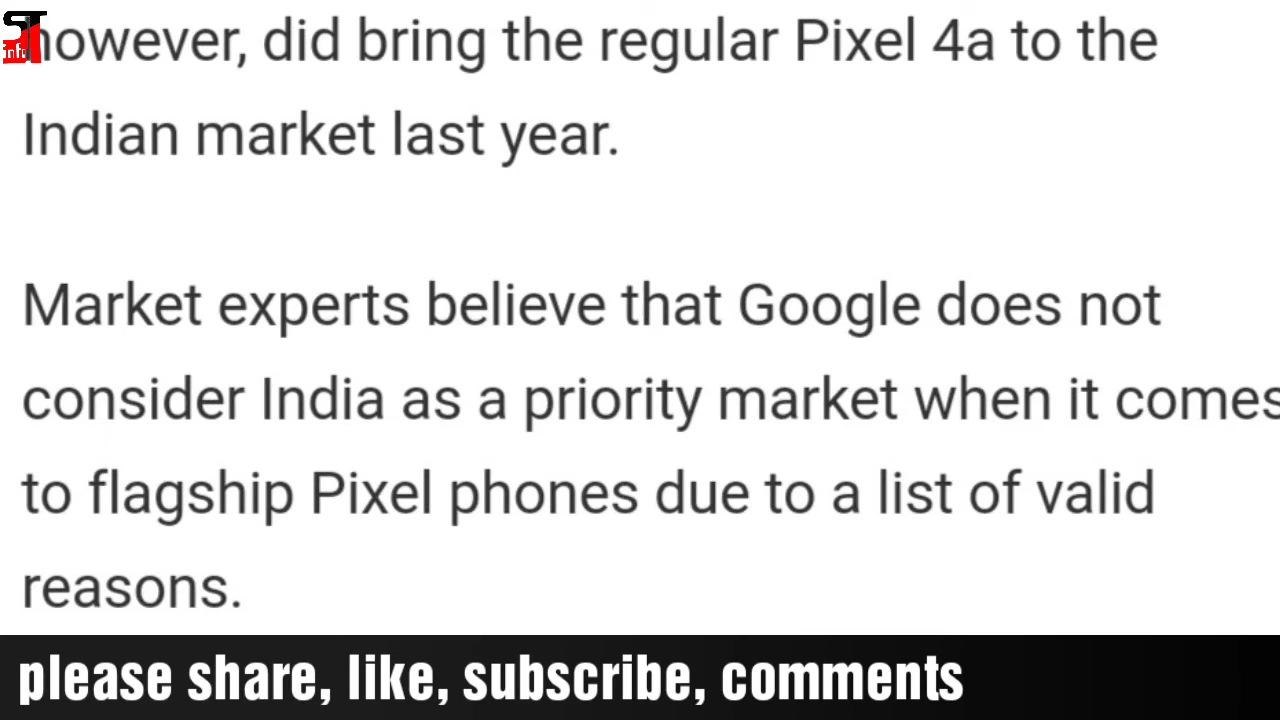 ST
Info
however, did bring the regular Pixel 4a to the
Indian market last year.
Market experts believe that Google does not
consider India as a priority market when it comes
to flagship Pixel phones due to a list of valid
reasons.
please share, like, subscribe, comments